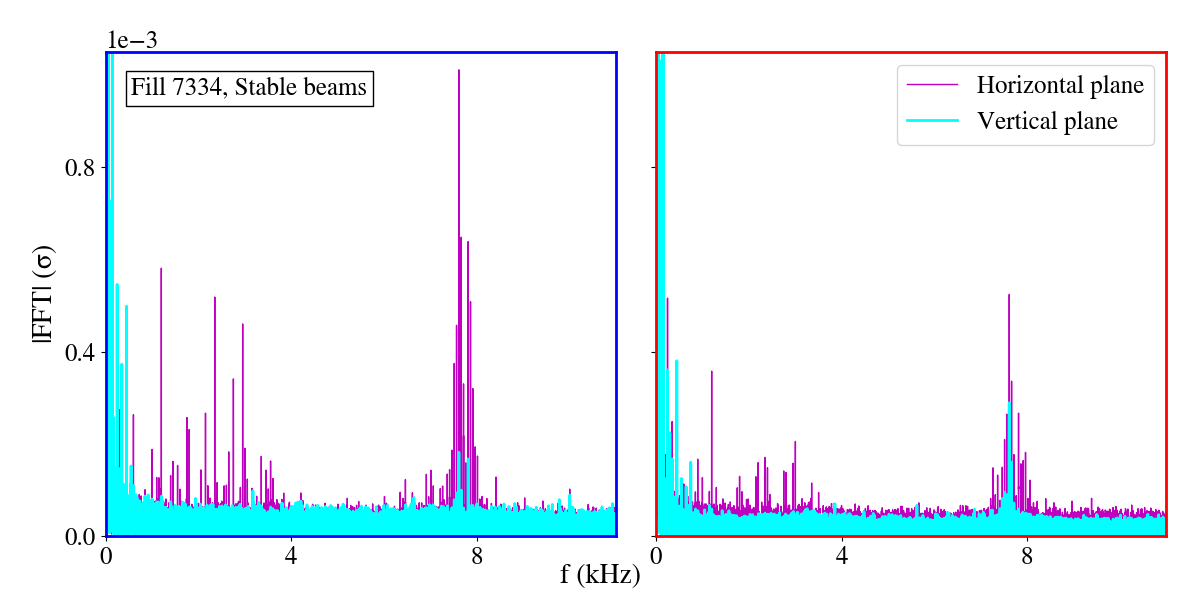 1e−3
Fill 7334, Stable beams
Horizontal plane
Vertical plane
0.8
0.4
0.0
|FFT| (σ)
0 4 8
0 4 8
f (kHz)